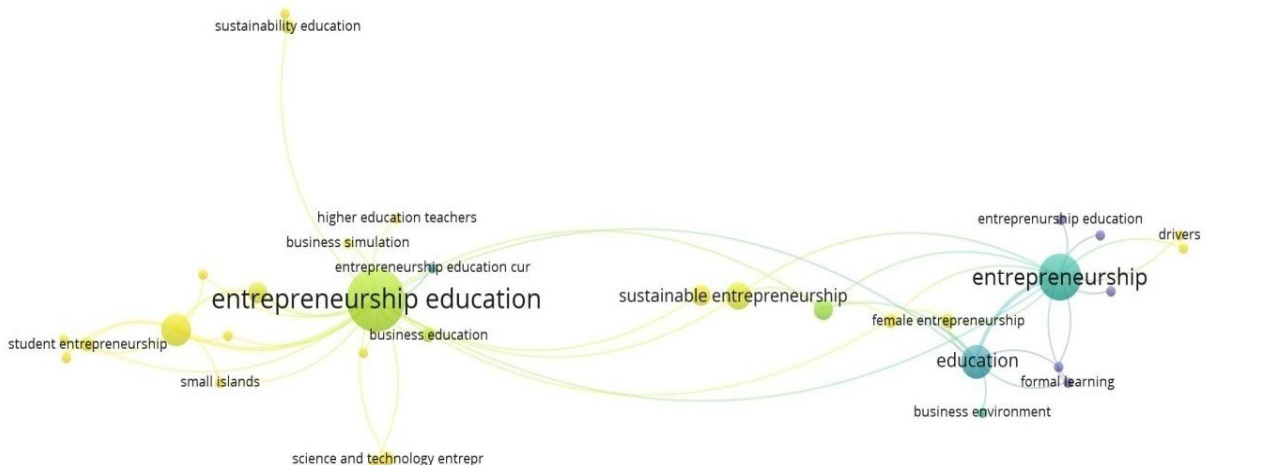 sustainability education
higher education teachers
business simulation
entrepreneurship education cur
entrepreneurship education
business education
student entrepreneurship
small islands
science and technology entrepr
sustainable entrepreneurship
entreprenurship education
drivers
entrepreneurship
female entrepreneurship
education
formal learning
business environment